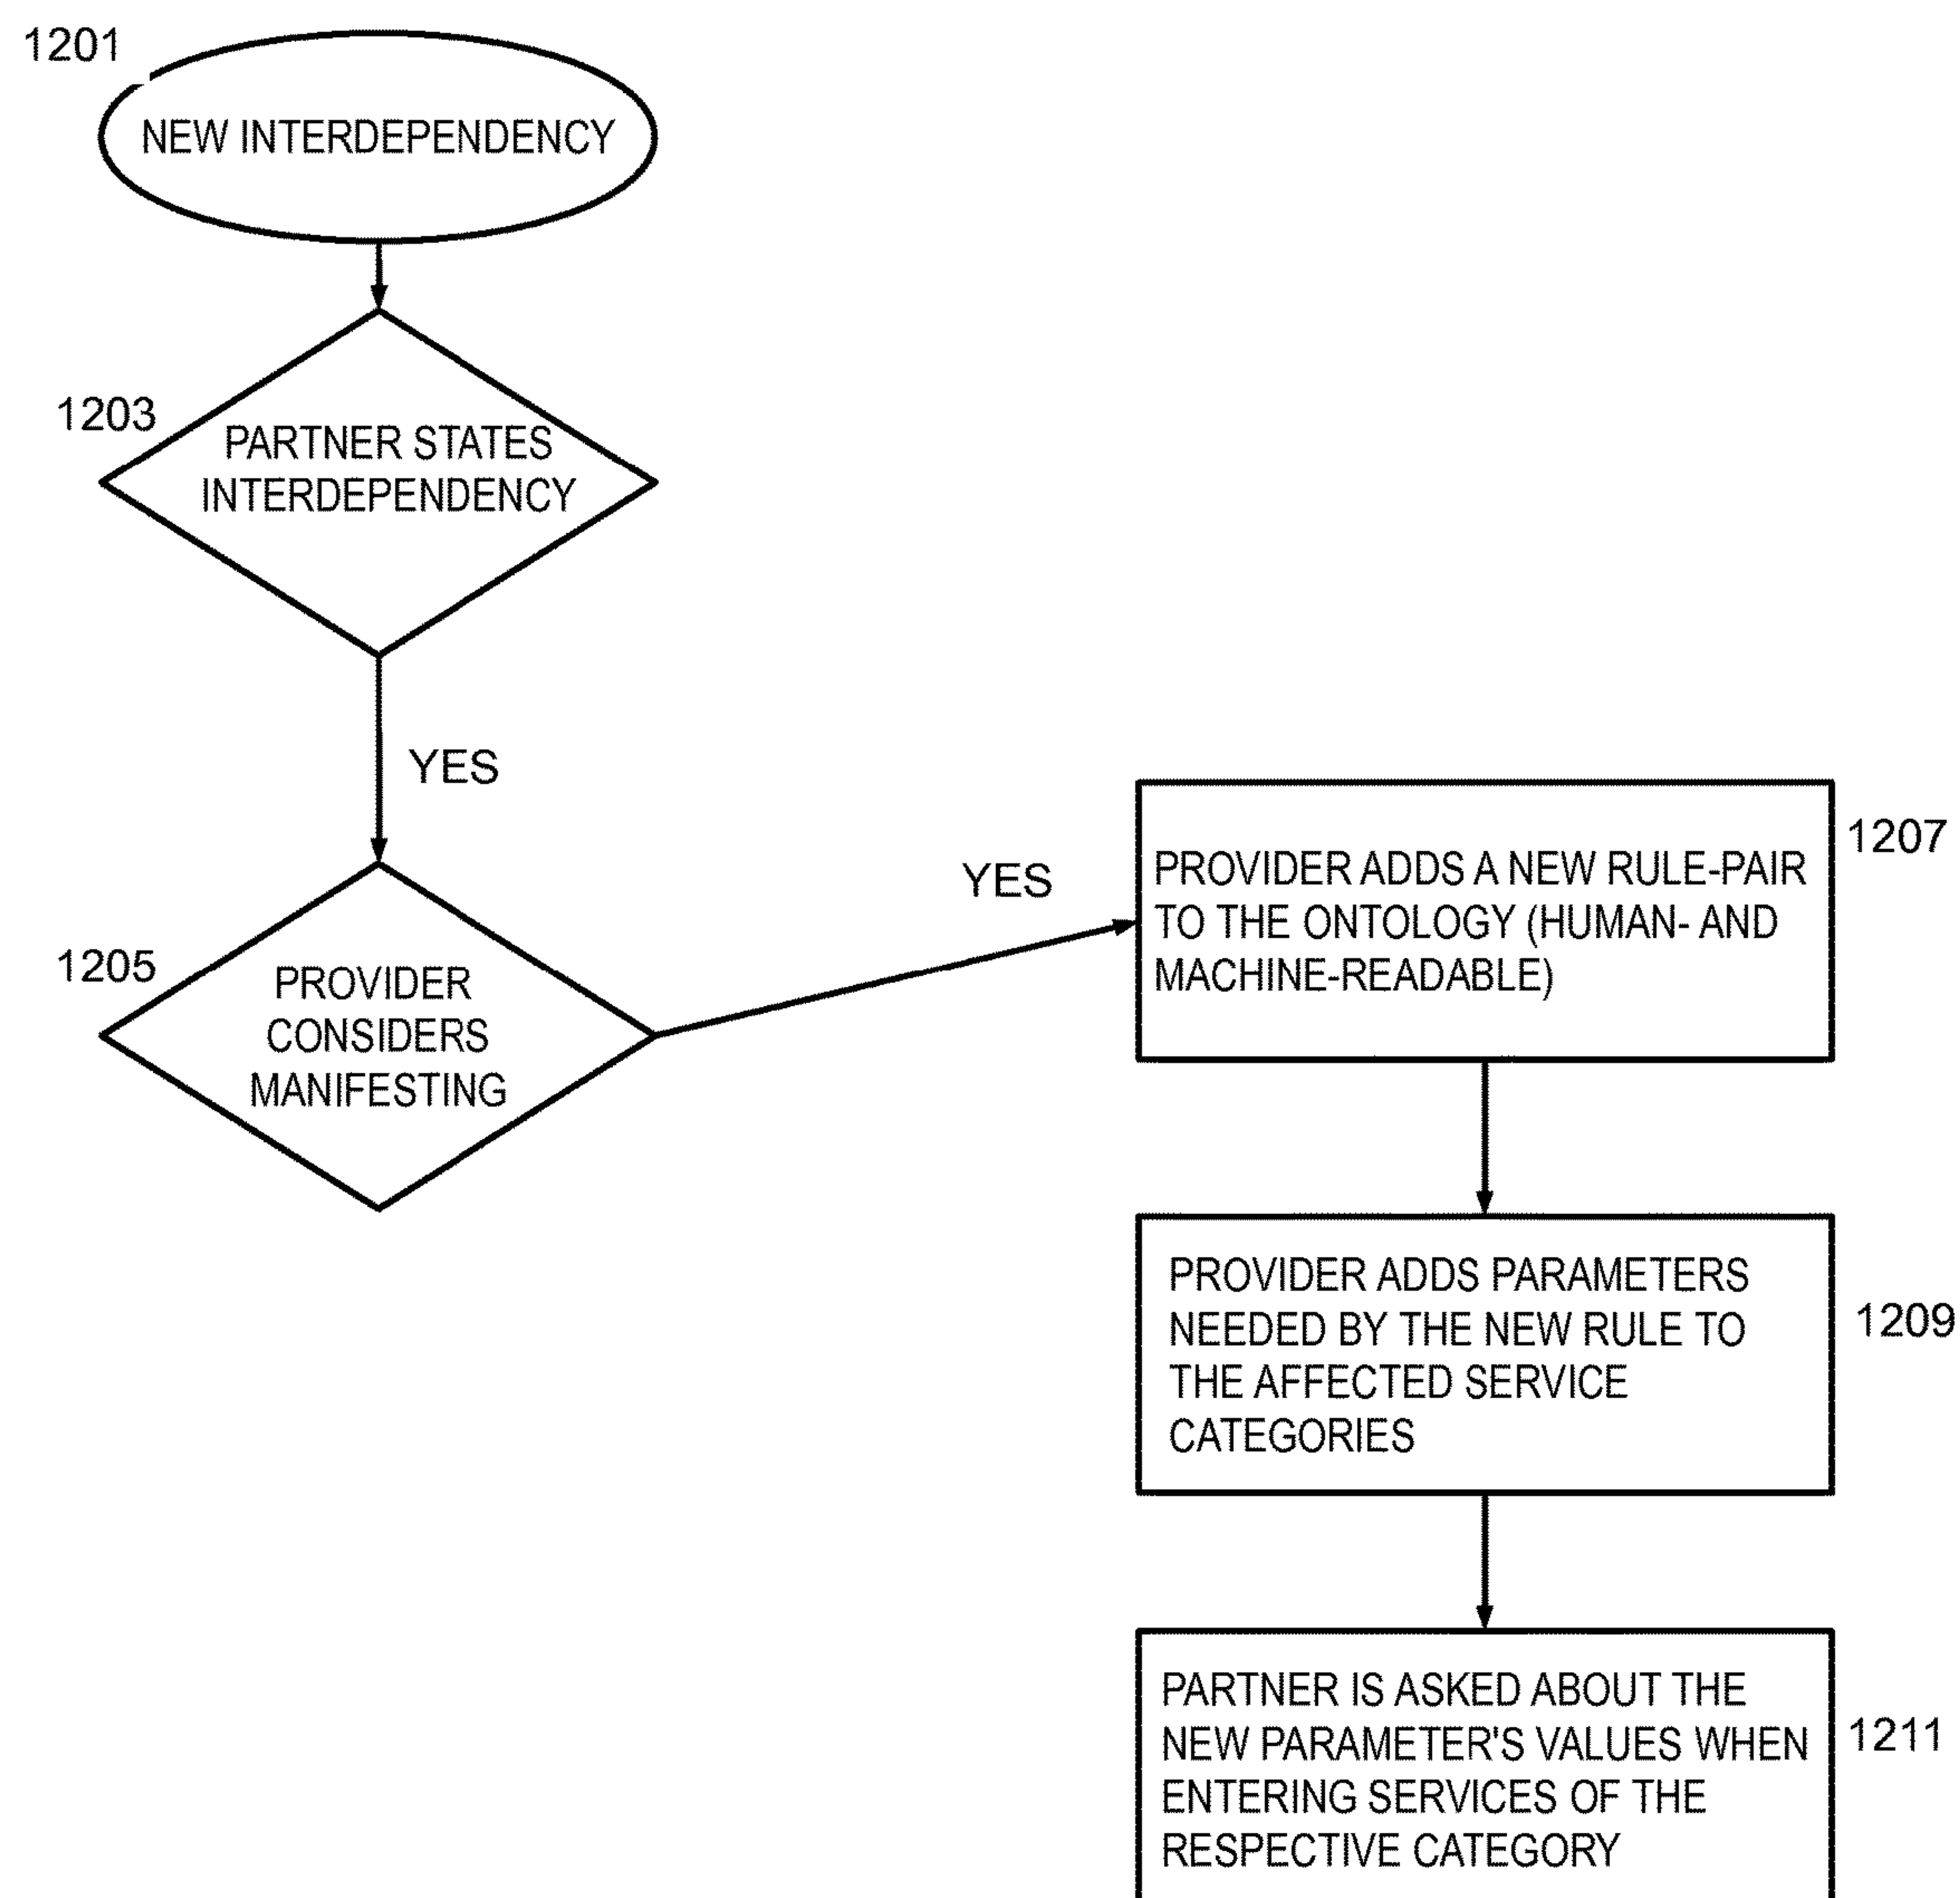 1201
NEW INTERDEPENDENCY
1203
PARTNER STATES
INTERDEPENDENCY
YES
1205
PROVIDER
CONSIDERS
MANIFESTING
YES
1207
PROVIDER ADDS A NEW RULE-PAIR
TO THE ONTOLOGY (HUMAN- AND
MACHINE-READABLE)
1209
PROVIDER ADDS PARAMETERS
NEEDED BY THE NEW RULE TO
THE AFFECTED SERVICE
CATEGORIES
1211
PARTNER IS ASKED ABOUT THE
NEW PARAMETER'S VALUES WHEN
ENTERING SERVICES OF THE
RESPECTIVE CATEGORY